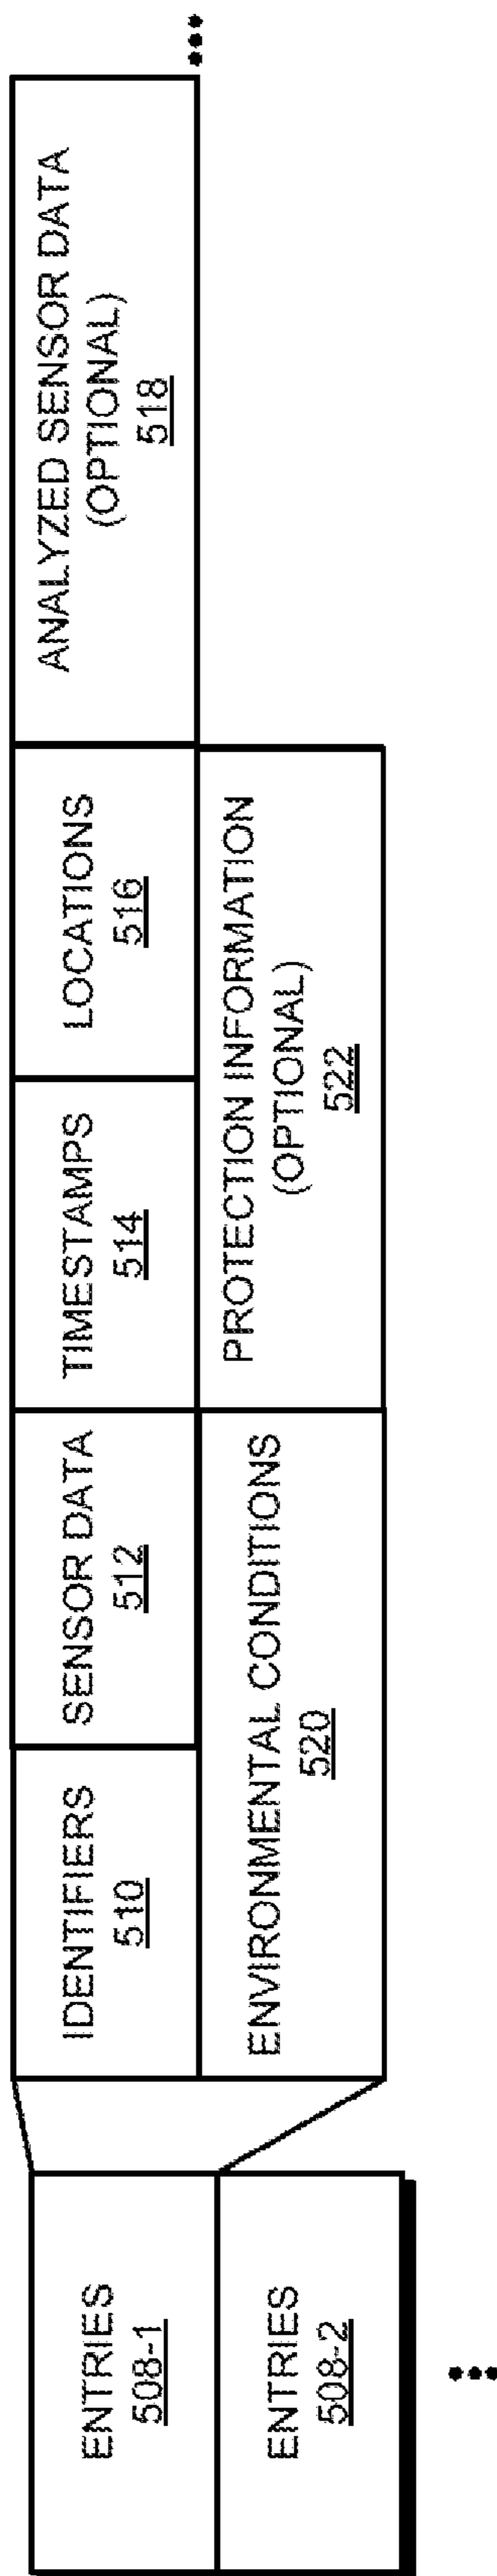 ENTRIES
508-1
ENTRIES
508-2
IDENTIFIERS
510
SENSOR DATA
512
TIMESTAMPS
514
LOCATIONS
516
ANALYZED SENSOR DATA
(OPTIONAL)
518
ENVIRONMENTAL CONDITIONS
520
PROTECTION INFORMATION
(OPTIONAL)
522